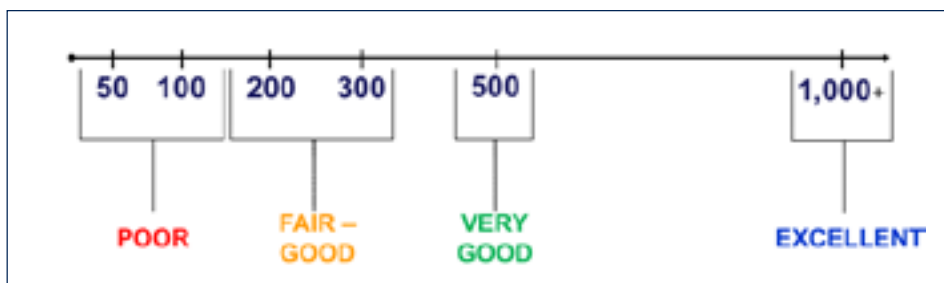 50 100 200 300 500 1,000+
POOR
FAIR –
GOOD
VERY
GOOD
EXCELLENT